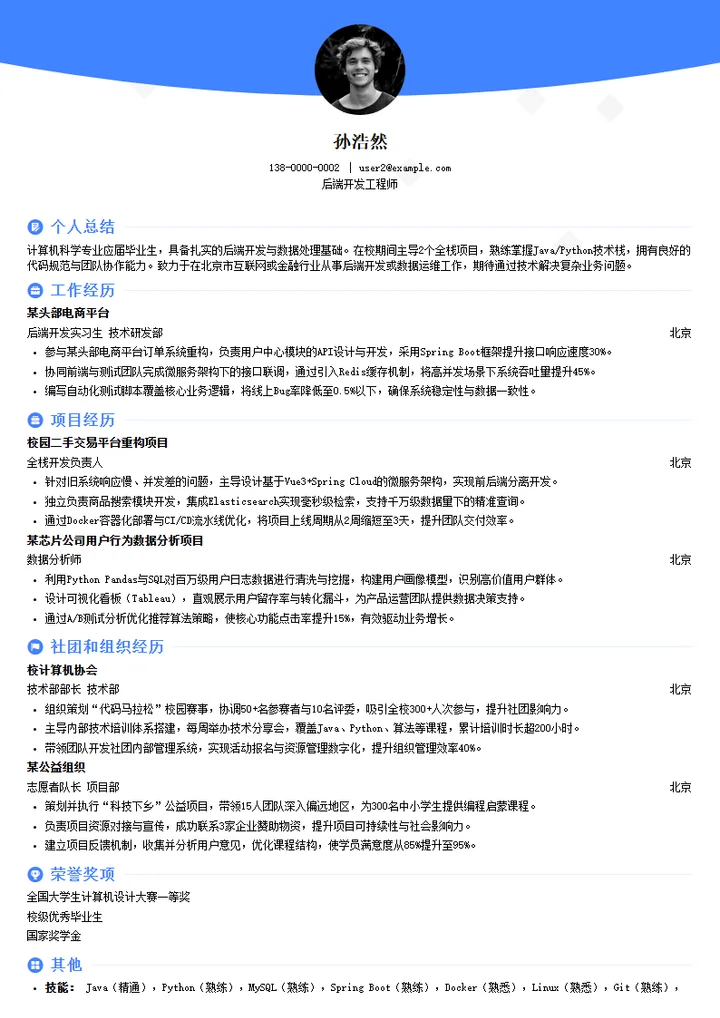 孙浩然
138-0000-0002 | user2@example.com
后端开发工程师
个人总结
计算机科学专业应届毕业生，具备扎实的后端开发与数据处理基础。在校期间主导2个全栈项目，熟练掌握Java/Python技术栈，拥有良好的
代码规范与团队协作能力。致力于在北京市互联网或金融行业从事后端开发或数据运维工作，期待通过技术解决复杂业务问题。
工作经历
某头部电商平台
后端开发实习生 技术研发部 北京
• 参与某头部电商平台订单系统重构，负责用户中心模块的API设计与开发，采用Spring Boot框架提升接口响应速度30%。
• 协同前端与测试团队完成微服务架构下的接口联调，通过引入Redis缓存机制，将高并发场景下系统吞吐量提升45%。
• 编写自动化测试脚本覆盖核心业务逻辑，将线上Bug率降低至0.5%以下，确保系统稳定性与数据一致性。
项目经历
校园二手交易平台重构项目
全栈开发负责人 北京
• 针对旧系统响应慢、并发差的问题，主导设计基于Vue3+Spring Cloud的微服务架构，实现前后端分离开发。
• 独立负责商品搜索模块开发，集成Elasticsearch实现毫秒级检索，支持千万级数据量下的精准查询。
• 通过Docker容器化部署与CI/CD流水线优化，将项目上线周期从2周缩短至3天，提升团队交付效率。
某芯片公司用户行为数据分析项目
数据分析师 北京
• 利用Python Pandas与SQL对百万级用户日志数据进行清洗与挖掘，构建用户画像模型，识别高价值用户群体。
• 设计可视化看板（Tableau），直观展示用户留存率与转化漏斗，为产品运营团队提供数据决策支持。
• 通过A/B测试分析优化推荐算法策略，使核心功能点击率提升15%，有效驱动业务增长。
社团和组织经历
校计算机协会
技术部部长 技术部 北京
• 组织策划“代码马拉松”校园赛事，协调50+名参赛者与10名评委，吸引全校300+人次参与，提升社团影响力。
• 主导内部技术培训体系搭建，每周举办技术分享会，覆盖Java、Python、算法等课程，累计培训时长超200小时。
• 带领团队开发社团内部管理系统，实现活动报名与资源管理数字化，提升组织管理效率40%。
某公益组织
志愿者队长 项目部 北京
• 策划并执行“科技下乡”公益项目，带领15人团队深入偏远地区，为300名中小学生提供编程启蒙课程。
• 负责项目资源对接与宣传，成功联系3家企业赞助物资，提升项目可持续性与社会影响力。
• 建立项目反馈机制，收集并分析用户意见，优化课程结构，使学员满意度从85%提升至95%。
荣誉奖项
全国大学生计算机设计大赛一等奖
校级优秀毕业生
国家奖学金
其他
• 技能： Java（精通），Python（熟练），MySQL（熟练），Spring Boot（熟练），Docker（熟悉），Linux（熟悉），Git（熟练），